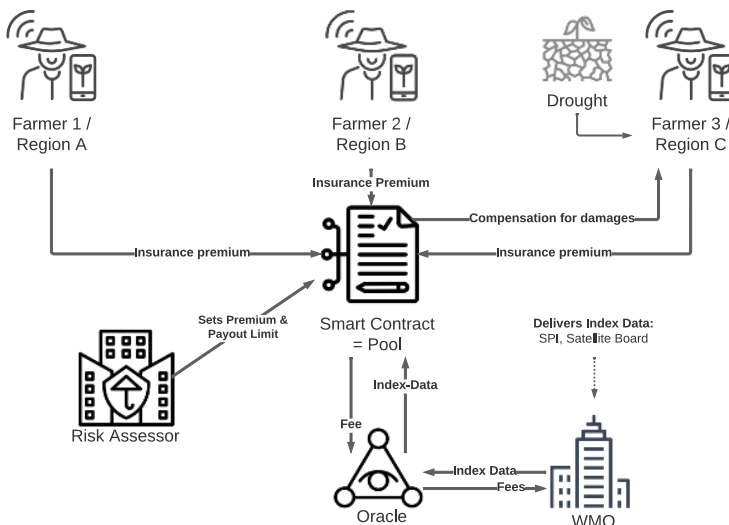 Drought
Farmer 1 /
Region A
Farmer 2 /
Region B
Farmer 3 /
Region C
Insurance Premium
Compensation for damages
Insurance premium
Insurance premium
Sets Premium &
Payout Limit
Smart Contract
= Pool
Delivers Index Data:
SPI, Satellite Board
Risk Assessor
Index-Data
Fee
Index Data
Fees
Oracle
WMO